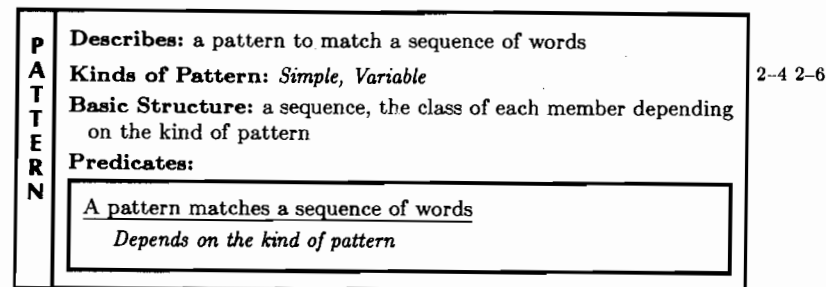 PATTERN
Describes: a pattern to match a sequence of words
Kinds of Pattern: Simple, Variable
2–4 2–6
Basic Structure: a sequence, the class of each member depending
on the kind of pattern
Predicates:
A pattern matches a sequence of words
Depends on the kind of pattern